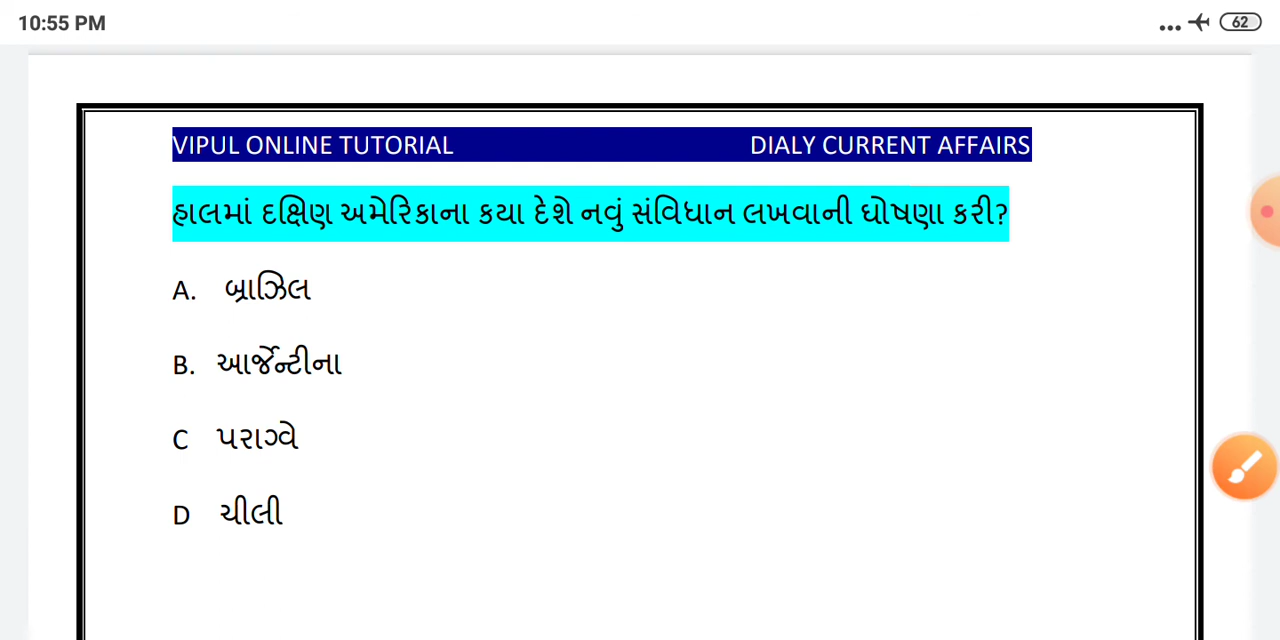 10:55 PM
62
VIPUL ONLINE TUTORIAL DIALY CURRENT AFFAIRS
હાલમાં દક્ષિણ અમેરિકાના કયા દેશે નવું સંવિધાન લખવાની ઘોષણા કરી?
A. બ્રાઝિલ
B. આર્જેન્ટીના
C પરાગ્વે
D ચીલી